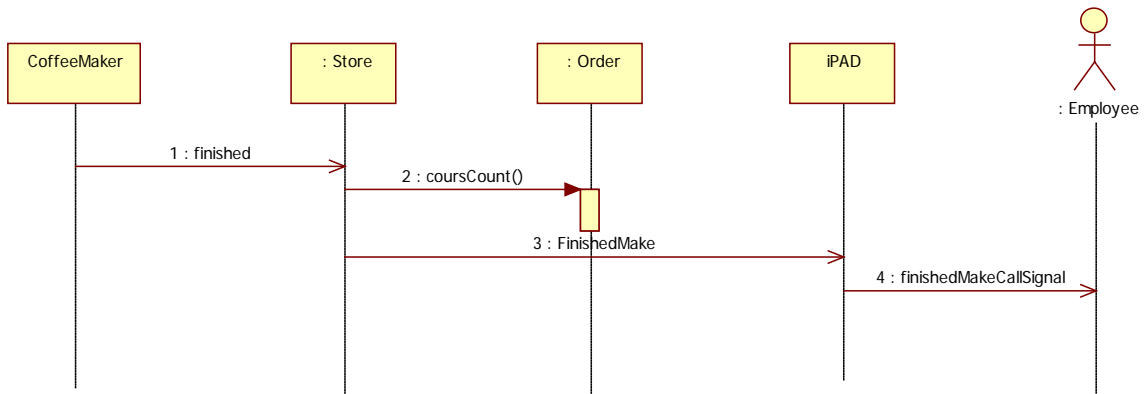 CoffeeMaker
: Store
: Order
iPAD
: Employee
1 : finished
2 : coursCount()
3 : FinishedMake
4 : finishedMakeCallSignal